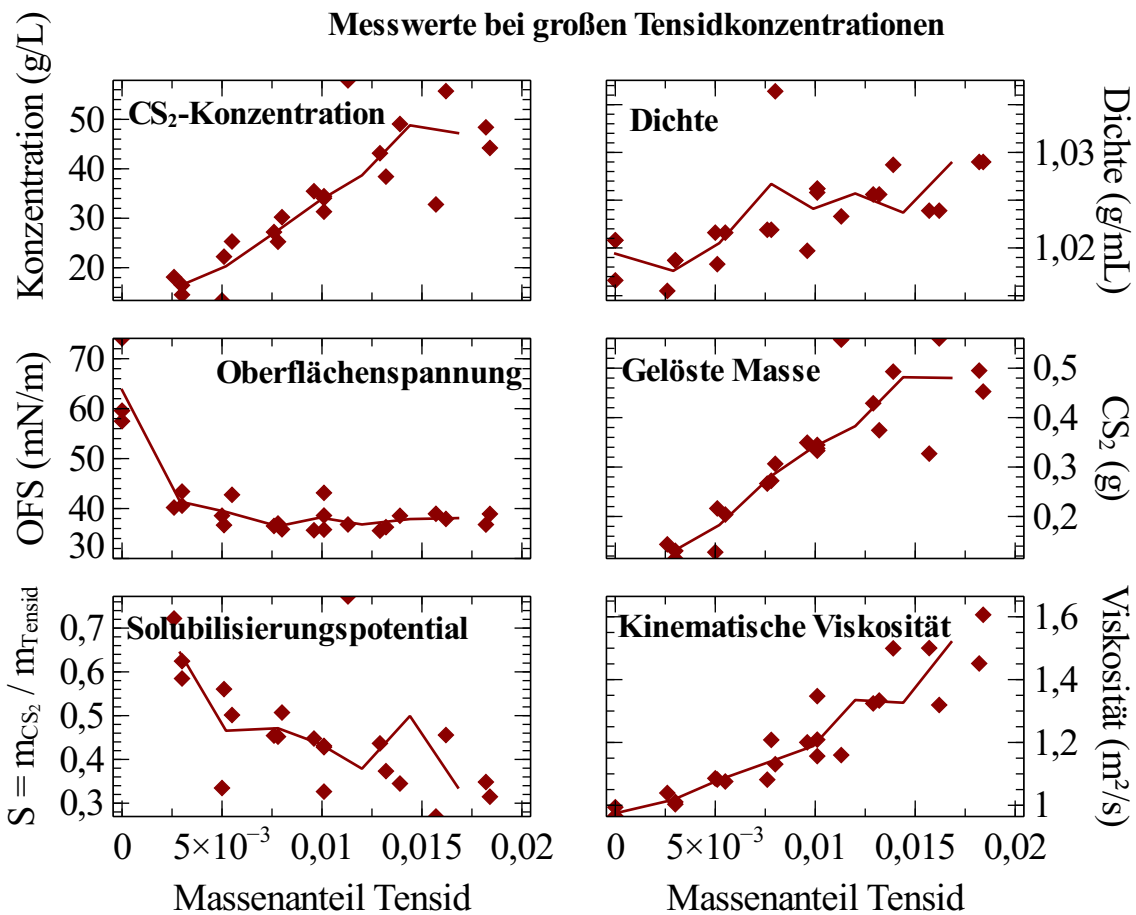 Messwerte bei großen Tensidkonzentrationen
Konzentration (g/L)
50
40
30
20
CS₂-Konzentration
Dichte
1,03
1,02
Dichte (g/mL)
OFS (mN/m)
70
60
50
40
30
Oberflächenspannung
Gelöste Masse
0,5
0,4
0,3
0,2
CS₂ (g)
S = m_CS₂ / m_Tensid
0,7
0,6
0,5
0,4
0,3
Solubilisierungspotential
Kinematische Viskosität
1,6
1,4
1,2
1
Viskosität (m²/s)
0 5×10⁻³ 0,01 0,015 0,02
0 5×10⁻³ 0,01 0,015 0,02
Massenanteil Tensid
Massenanteil Tensid